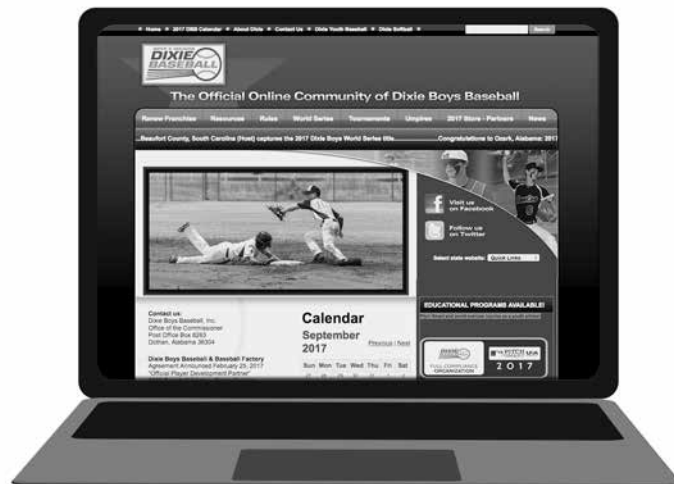 Home ★ 2017 DBB Calendar ★ About Dixie ★ Contact Us ★ Dixie Youth Baseball ★ Dixie Softball
Search
DIXIE
BASEBALL
The Official Online Community of Dixie Boys Baseball
Renew Franchise Resources Rules World Series Tournaments Umpires 2017 Store - Partners News
Beaufort County, South Carolina (Host) captures the 2017 Dixie Boys World Series title. Congratulations to Ozark, Alabama: 2017
Visit us
on Facebook
Follow us
on Twitter
Select state website: Quick Links
EDUCATIONAL PROGRAMS AVAILABLE!
Contact us:
Dixie Boys Baseball, Inc.
Office of the Commissioner
Post Office Box 8263
Dothan, Alabama 36304
Dixie Boys Baseball & Baseball Factory
Agreement Announced February 25, 2017
"Official Player Development Partner"
Calendar
September
2017
Previous | Next
Sun Mon Tue Wed Thu Fri Sat
DIXIE
BASEBALL
FULL COMPLIANCE
ORGANIZATION
PITCH
2017